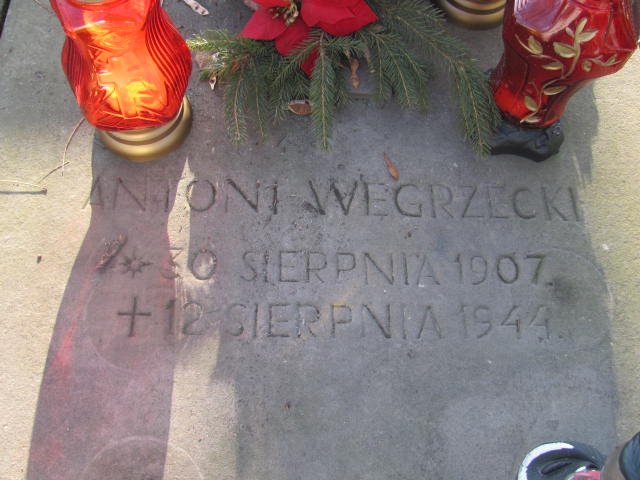 ANTONI WĘGRZECKI
* 30 SIERPNIA 1907.
+ 12 SIERPNIA 1944.